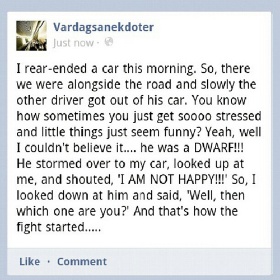 Vardagsanekdoter
Just now ·
I rear-ended a car this morning. So, there
we were alongside the road and slowly the
other driver got out of his car. You know
how sometimes you just get soooo stressed
and little things just seem funny? Yeah, well
I couldn't believe it.... he was a DWARF!!!
He stormed over to my car, looked up at
me, and shouted, 'I AM NOT HAPPY!!!' So, I
looked down at him and said, 'Well, then
which one are you?' And that's how the
fight started.....
Like · Comment